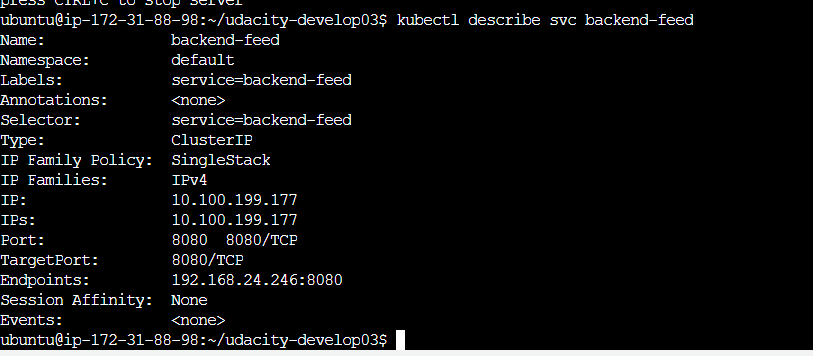 press CTRL+C to stop server
ubuntu@ip-172-31-88-98:~/udacity-develop03$ kubectl describe svc backend-feed
Name:              backend-feed
Namespace:         default
Labels:            service=backend-feed
Annotations:       <none>
Selector:          service=backend-feed
Type:              ClusterIP
IP Family Policy:  SingleStack
IP Families:       IPv4
IP:                10.100.199.177
IPs:               10.100.199.177
Port:              8080  8080/TCP
TargetPort:        8080/TCP
Endpoints:         192.168.24.246:8080
Session Affinity:  None
Events:            <none>
ubuntu@ip-172-31-88-98:~/udacity-develop03$